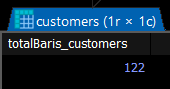 customers (1r × 1c)
totalBaris_customers
122